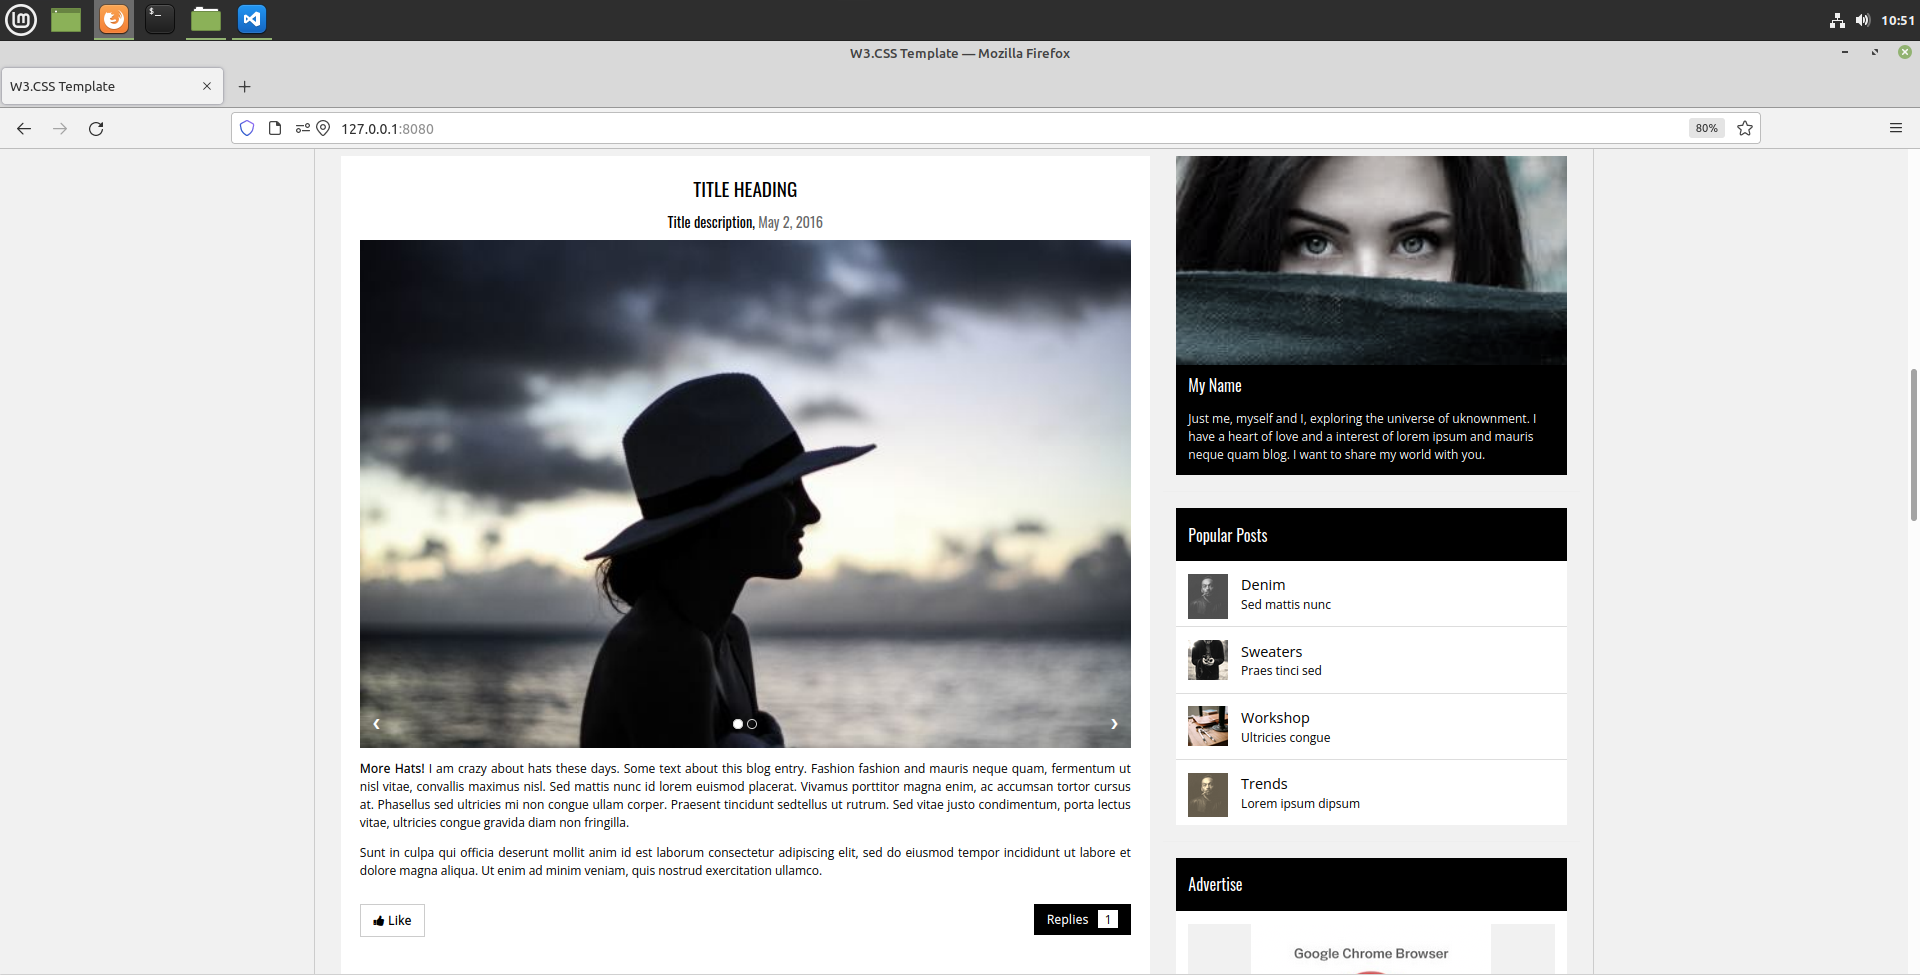 10:51
W3.CSS Template — Mozilla Firefox
W3.CSS Template
127.0.0.1:8080
80%
TITLE HEADING
Title description, May 2, 2016
More Hats! I am crazy about hats these days. Some text about this blog entry. Fashion fashion and mauris neque quam, fermentum ut
nisl vitae, convallis maximus nisl. Sed mattis nunc id lorem euismod placerat. Vivamus porttitor magna enim, ac accumsan tortor cursus
at. Phasellus sed ultricies mi non congue ullam corper. Praesent tincidunt sedtellus ut rutrum. Sed vitae justo condimentum, porta lectus
vitae, ultricies congue gravida diam non fringilla.
Sunt in culpa qui officia deserunt mollit anim id est laborum consectetur adipiscing elit, sed do eiusmod tempor incididunt ut labore et
dolore magna aliqua. Ut enim ad minim veniam, quis nostrud exercitation ullamco.
Like
Replies 1
My Name
Just me, myself and I, exploring the universe of uknownment. I
have a heart of love and a interest of lorem ipsum and mauris
neque quam blog. I want to share my world with you.
Popular Posts
Denim
Sed mattis nunc
Sweaters
Praes tinci sed
Workshop
Ultricies congue
Trends
Lorem ipsum dipsum
Advertise
Google Chrome Browser